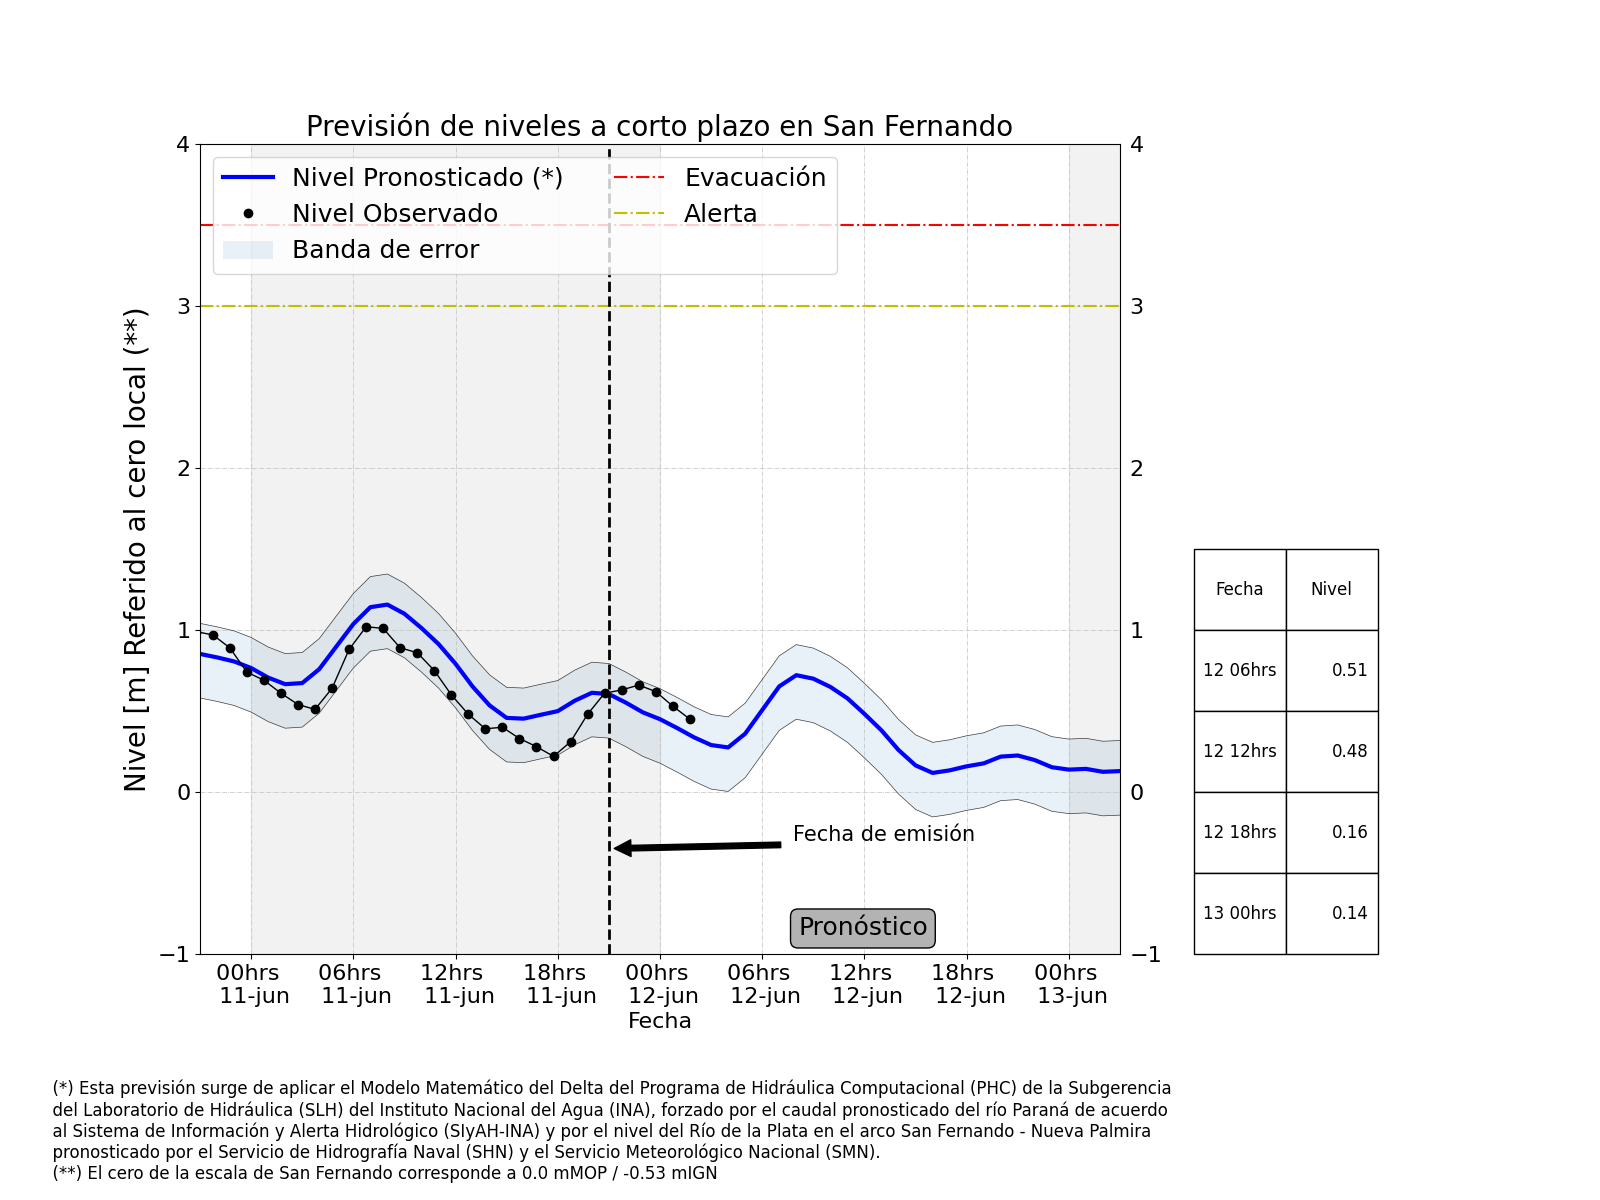 Previsión de niveles a corto plazo en San Fernando
Nivel Pronosticado (*)
Nivel Observado
Banda de error
Evacuación
Alerta
Nivel [m] Referido al cero local (**)
4
3
2
1
0
−1
4
3
2
1
0
−1
Fecha de emisión
Pronóstico
00hrs
11-jun
06hrs
11-jun
12hrs
11-jun
18hrs
11-jun
00hrs
12-jun
06hrs
12-jun
12hrs
12-jun
18hrs
12-jun
00hrs
13-jun
Fecha
Fecha Nivel
12 06hrs 0.51
12 12hrs 0.48
12 18hrs 0.16
13 00hrs 0.14
(*) Esta previsión surge de aplicar el Modelo Matemático del Delta del Programa de Hidráulica Computacional (PHC) de la Subgerencia
del Laboratorio de Hidráulica (SLH) del Instituto Nacional del Agua (INA), forzado por el caudal pronosticado del río Paraná de acuerdo
al Sistema de Información y Alerta Hidrológico (SIyAH-INA) y por el nivel del Río de la Plata en el arco San Fernando - Nueva Palmira
pronosticado por el Servicio de Hidrografía Naval (SHN) y el Servicio Meteorológico Nacional (SMN).
(**) El cero de la escala de San Fernando corresponde a 0.0 mMOP / -0.53 mIGN